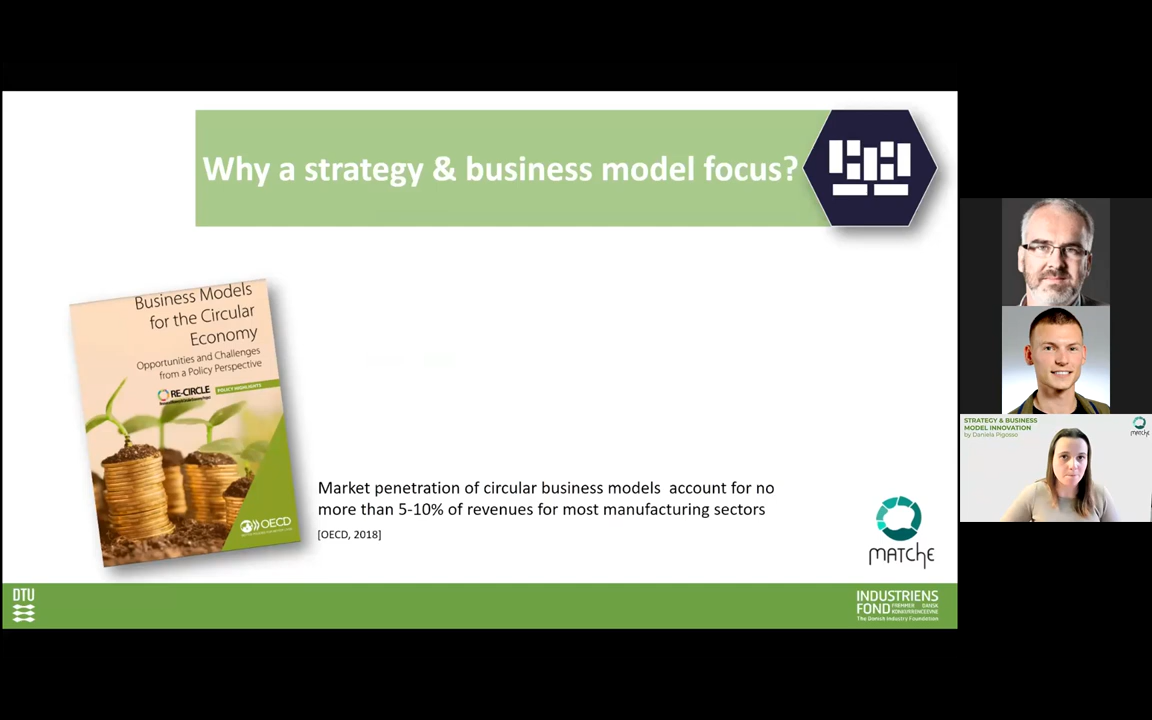 Why a strategy & business model focus?
Business Models
for the Circular
Economy
Opportunities and Challenges
from a Policy Perspective
RE-CIRCLE
POLICY HIGHLIGHTS
OECD
Market penetration of circular business models account for no
more than 5-10% of revenues for most manufacturing sectors
[OECD, 2018]
MATChE
DTU
INDUSTRIENS
FOND
FREMMER DANSK
KONKURRENCEEVNE
The Danish Industry Foundation
STRATEGY & BUSINESS
MODEL INNOVATION
by Daniela Pigosso
MATChE